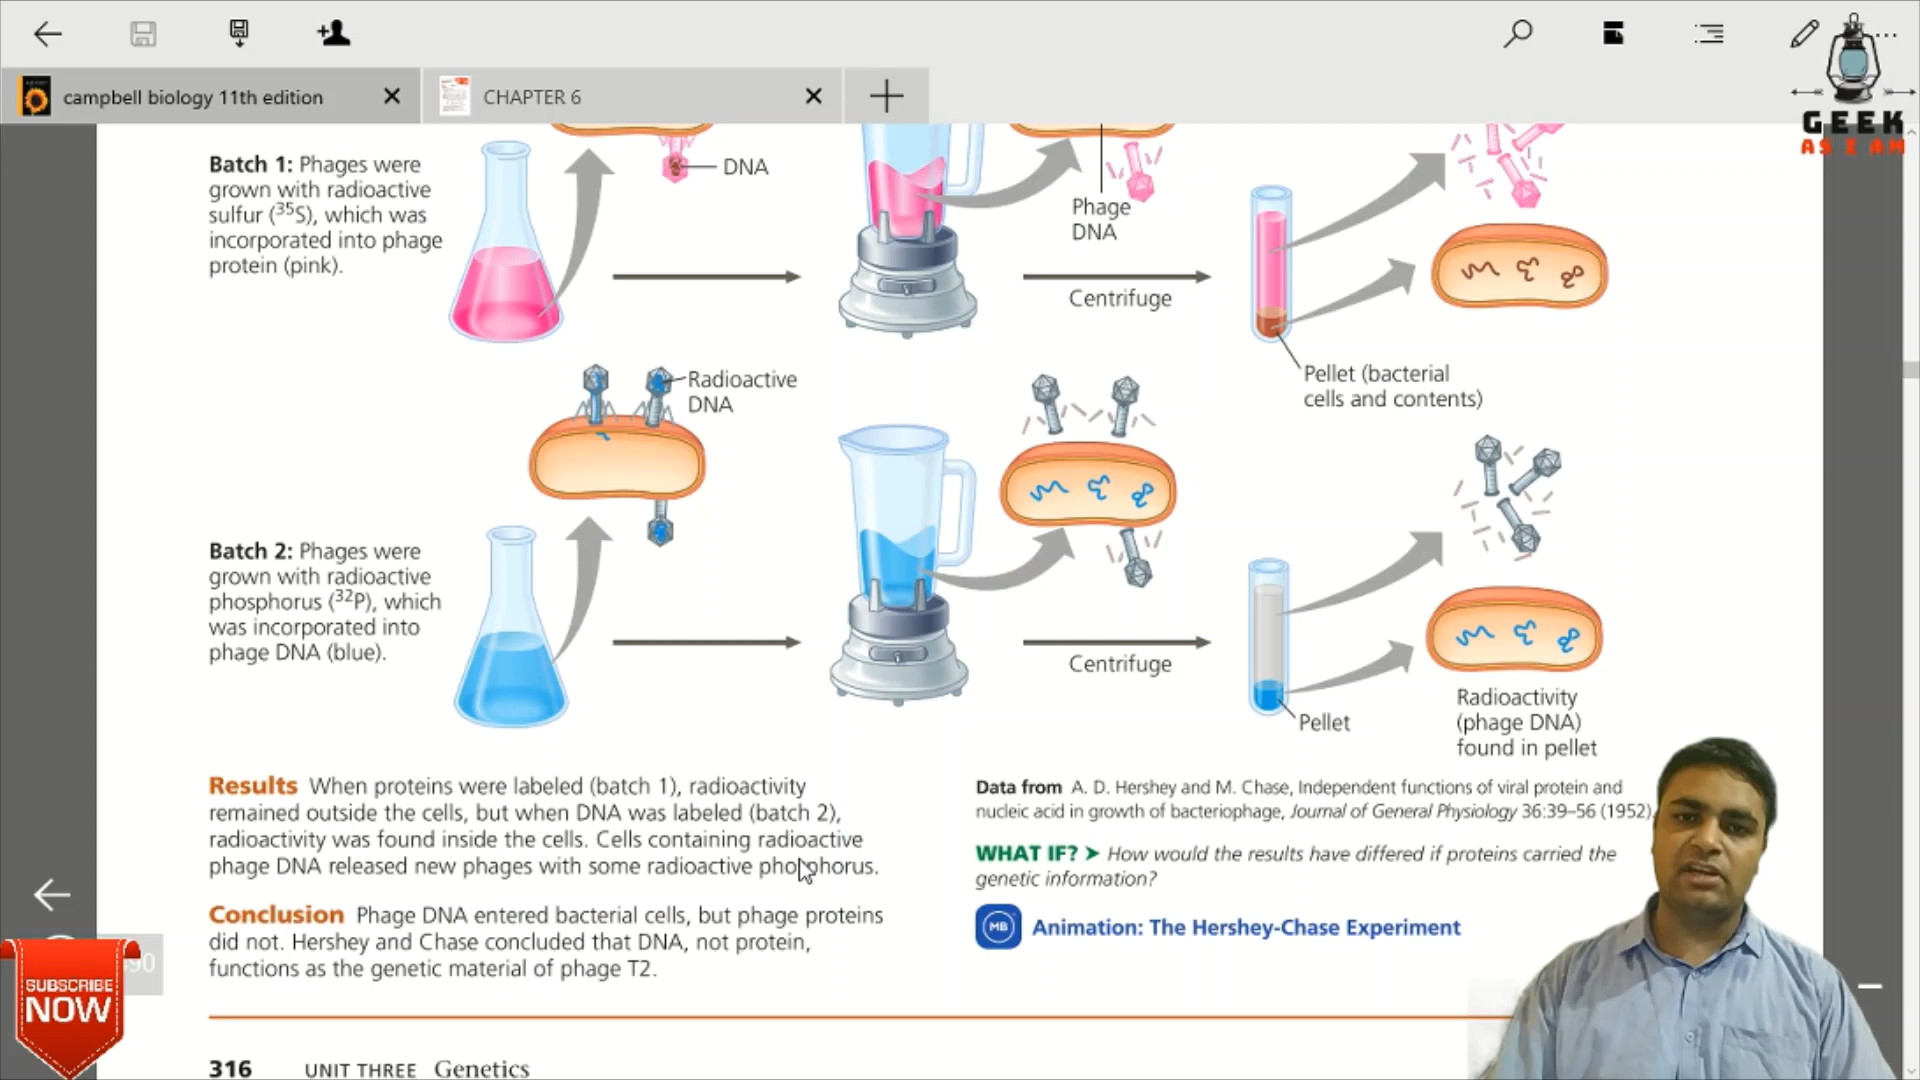 campbell biology 11th edition
CHAPTER 6
GEEK
AS I AM
Batch 1: Phages were
grown with radioactive
sulfur (³⁵S), which was
incorporated into phage
protein (pink).
DNA
Phage
DNA
Centrifuge
Pellet (bacterial
cells and contents)
Radioactive
DNA
Batch 2: Phages were
grown with radioactive
phosphorus (³²P), which
was incorporated into
phage DNA (blue).
Centrifuge
Pellet
Radioactivity
(phage DNA)
found in pellet
Results When proteins were labeled (batch 1), radioactivity
remained outside the cells, but when DNA was labeled (batch 2),
radioactivity was found inside the cells. Cells containing radioactive
phage DNA released new phages with some radioactive phosphorus.
Conclusion Phage DNA entered bacterial cells, but phage proteins
did not. Hershey and Chase concluded that DNA, not protein,
functions as the genetic material of phage T2.
Data from A. D. Hershey and M. Chase, Independent functions of viral protein and
nucleic acid in growth of bacteriophage, Journal of General Physiology 36:39–56 (1952).
WHAT IF? ➤ How would the results have differed if proteins carried the
genetic information?
MB Animation: The Hershey-Chase Experiment
90
SUBSCRIBE
NOW
316 UNIT THREE Genetics